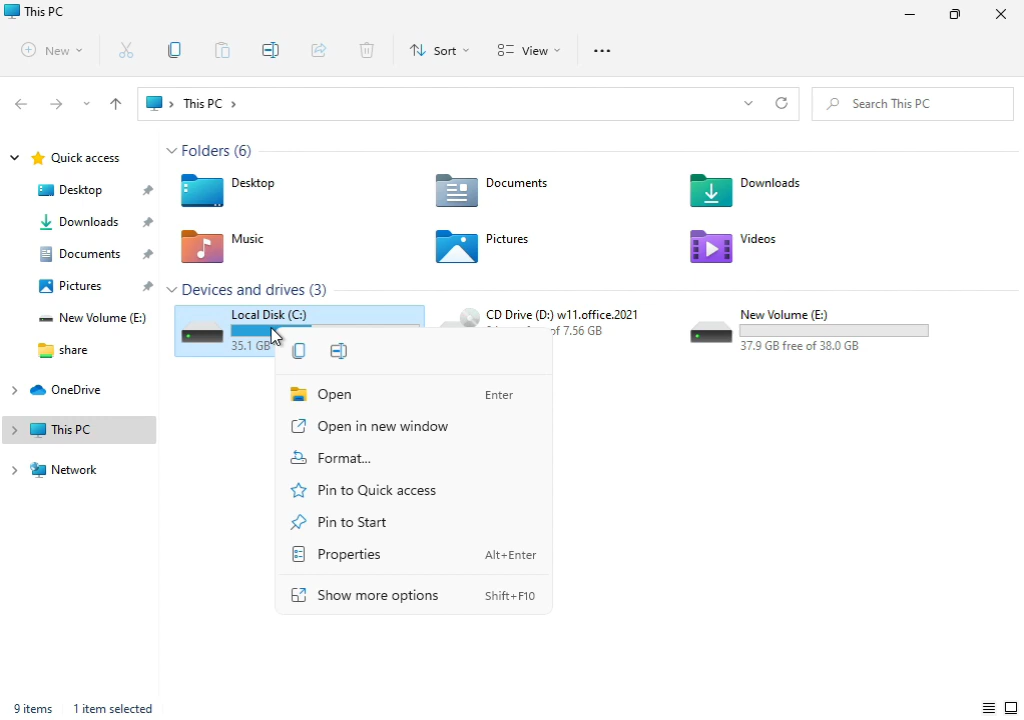 This PC
New
Sort
View
This PC
Search This PC
Quick access
Desktop
Downloads
Documents
Pictures
New Volume (E:)
share
OneDrive
This PC
Network
Folders (6)
Desktop
Documents
Downloads
Music
Pictures
Videos
Devices and drives (3)
Local Disk (C:)
35.1 GB
CD Drive (D:) w11.office.2021
of 7.56 GB
New Volume (E:)
37.9 GB free of 38.0 GB
Open Enter
Open in new window
Format...
Pin to Quick access
Pin to Start
Properties Alt+Enter
Show more options Shift+F10
9 items 1 item selected